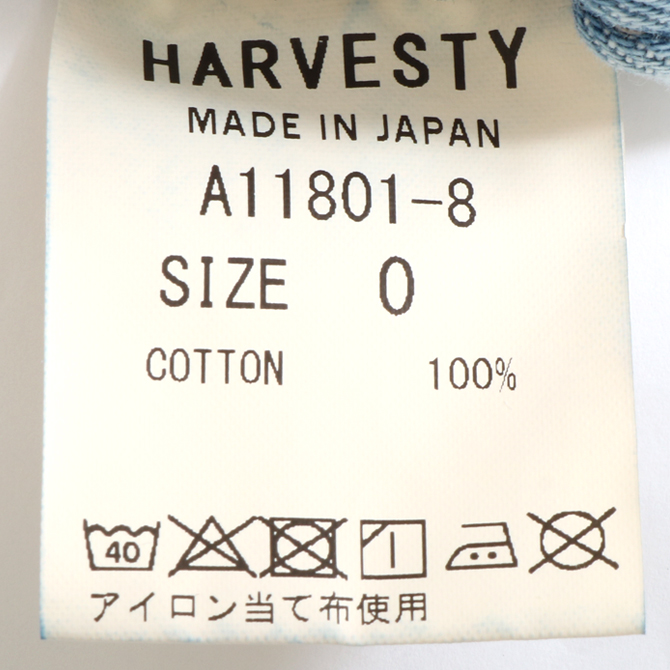 HARVESTY
MADE IN JAPAN
A11801-8
SIZE 0
COTTON 100%
40
アイロン当て布使用